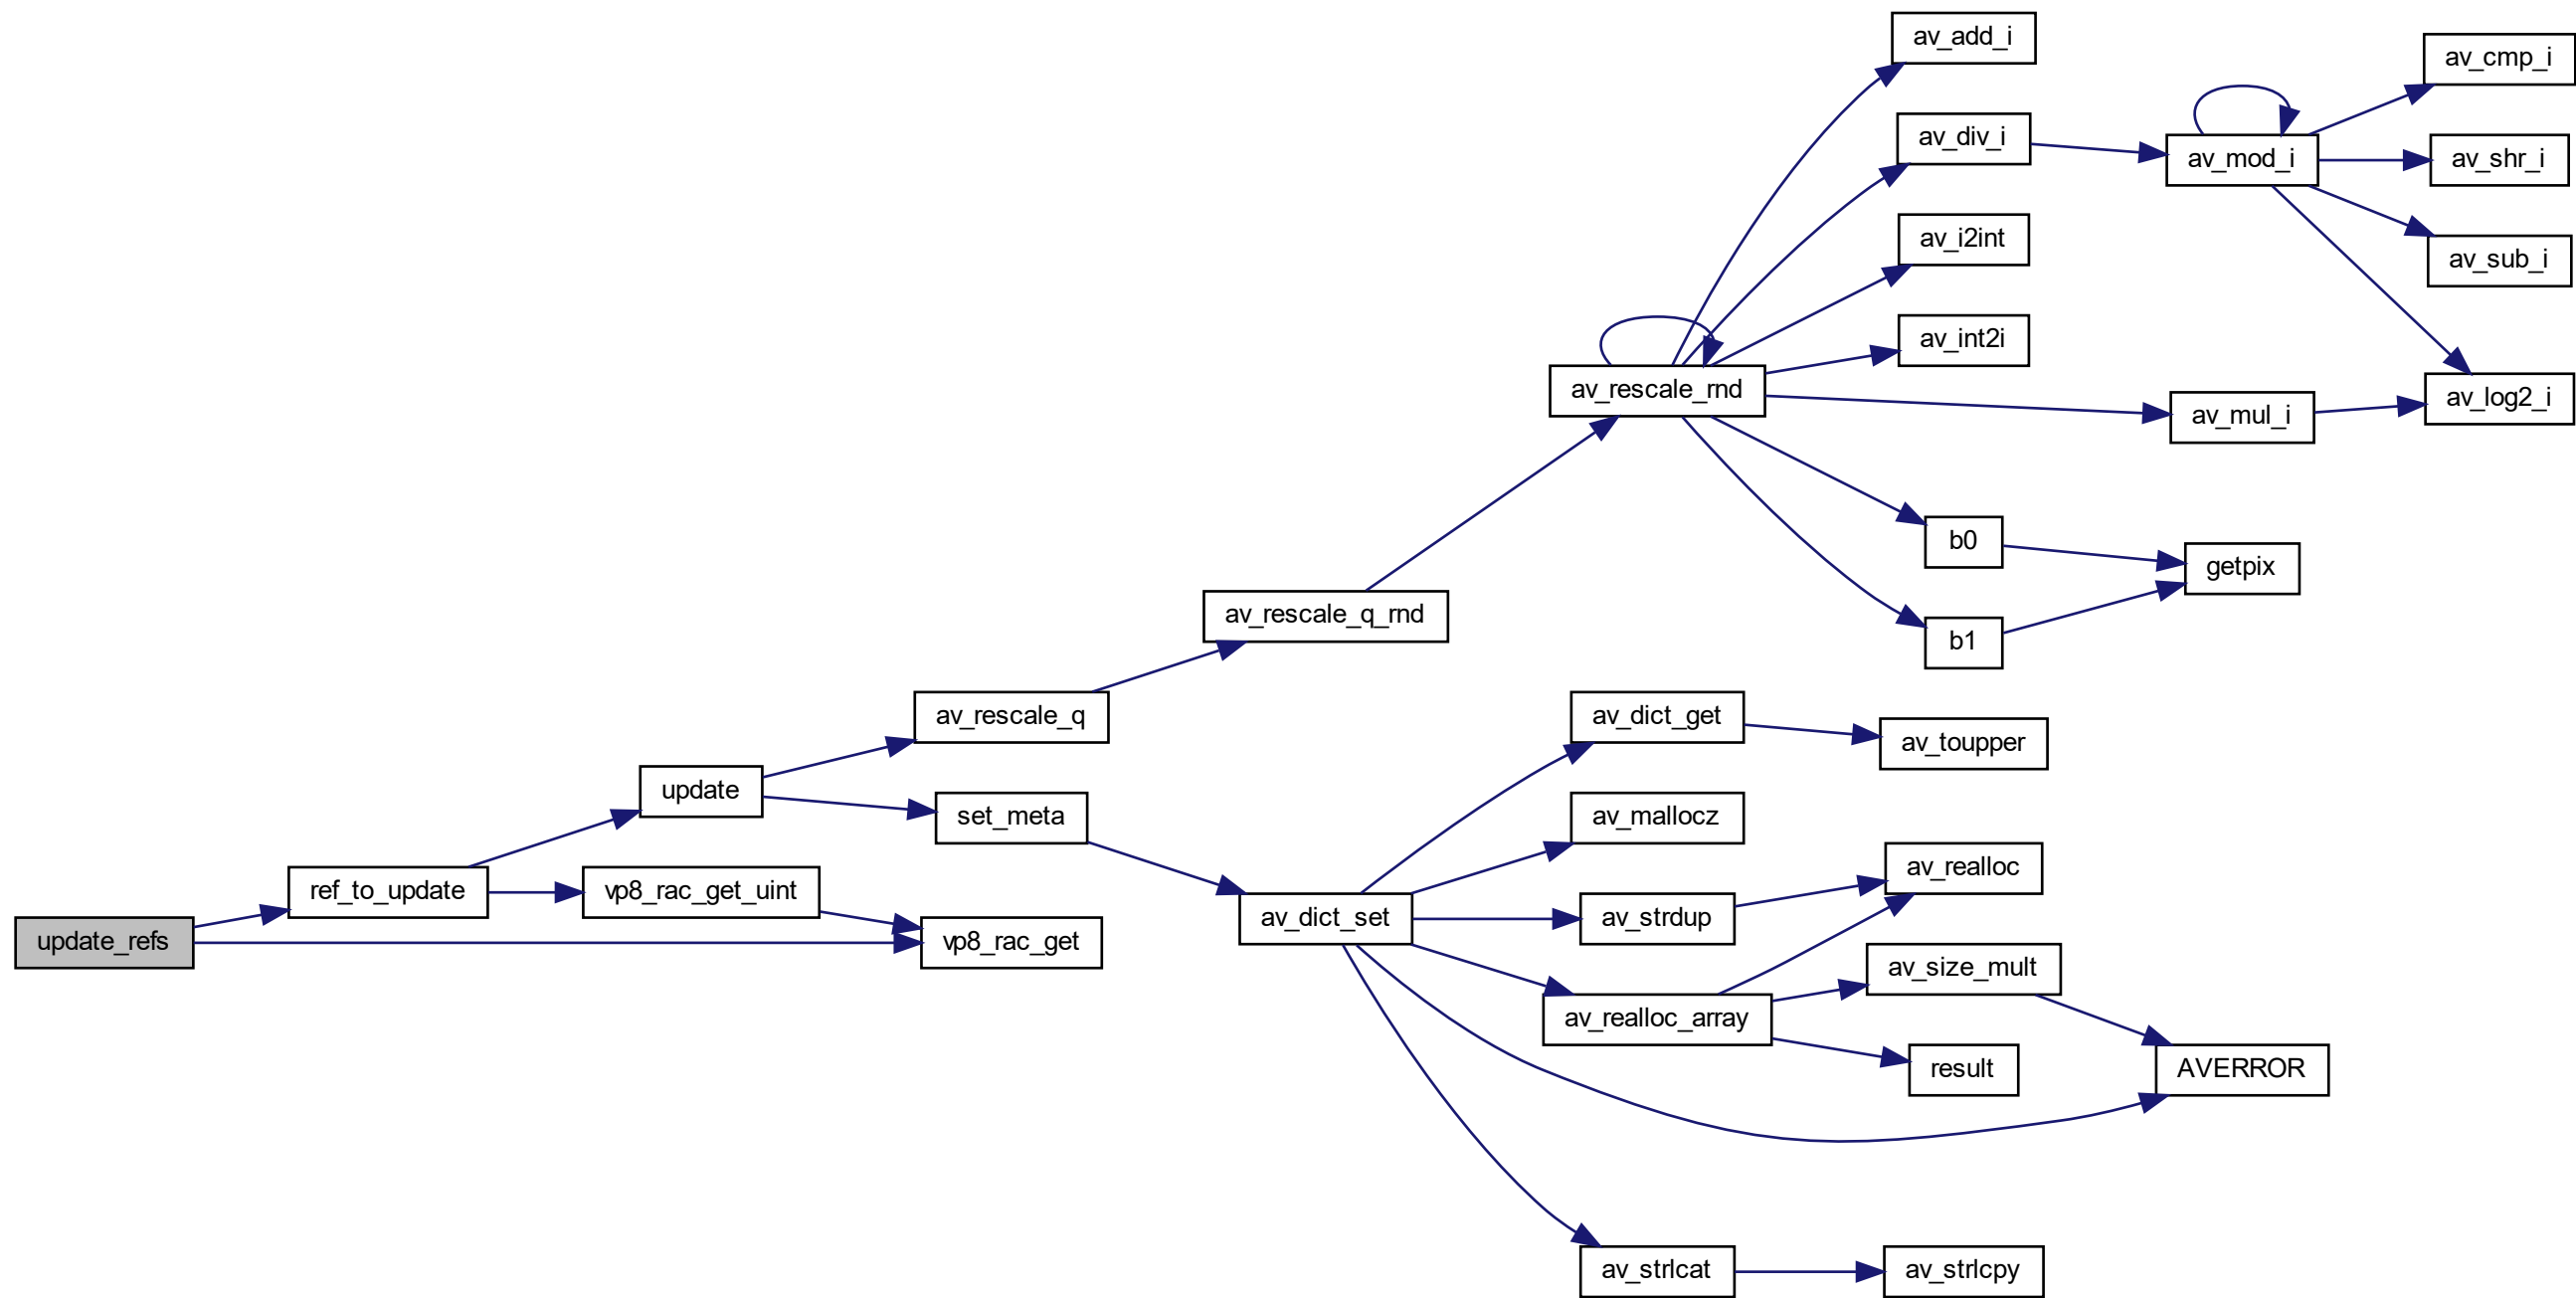 av_add_i
av_cmp_i
av_div_i
av_mod_i
av_shr_i
av_i2int
av_sub_i
av_int2i
av_rescale_rnd
av_mul_i
av_log2_i
b0
getpix
av_rescale_q_rnd
b1
av_rescale_q
av_dict_get
av_toupper
update
set_meta
av_mallocz
ref_to_update
vp8_rac_get_uint
av_realloc
update_refs
vp8_rac_get
av_dict_set
av_strdup
av_size_mult
av_realloc_array
result
AVERROR
av_strlcat
av_strlcpy